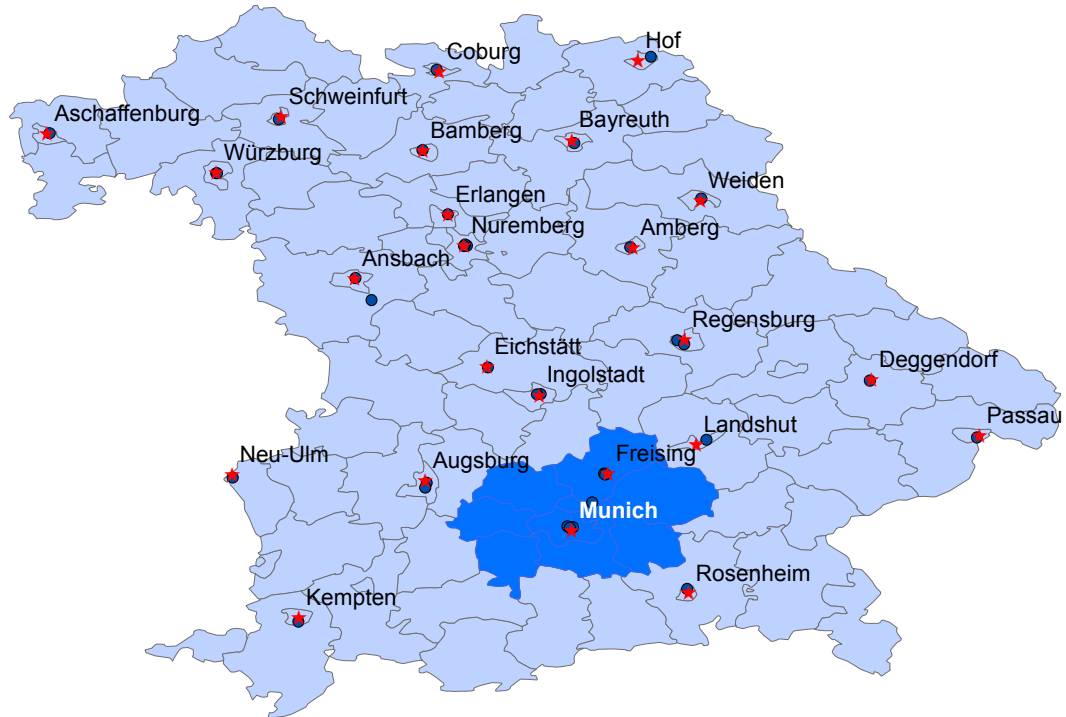 Coburg
Hof
Schweinfurt
Aschaffenburg
Bamberg
Bayreuth
Würzburg
Weiden
Erlangen
Nuremberg
Amberg
Ansbach
Regensburg
Eichstätt
Deggendorf
Ingolstadt
Passau
Landshut
Neu-Ulm
Augsburg
Freising
Munich
Rosenheim
Kempten